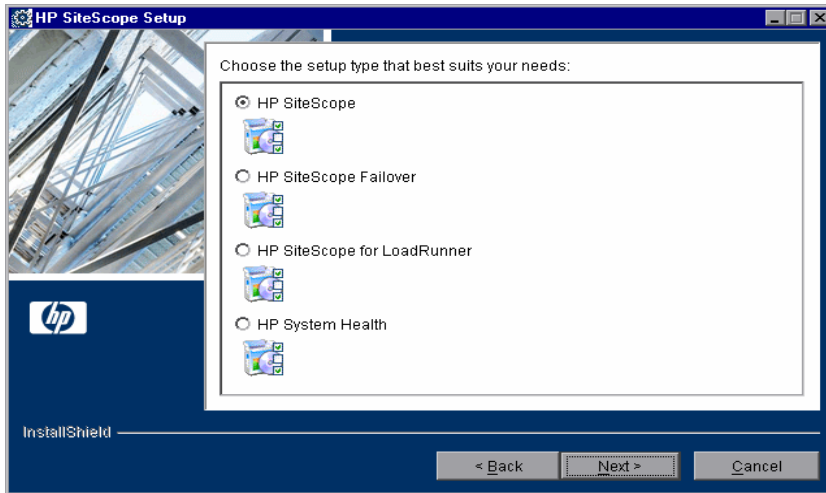 HP SiteScope Setup
Choose the setup type that best suits your needs:
HP SiteScope
HP SiteScope Failover
HP SiteScope for LoadRunner
HP System Health
hp
InstallShield
< Back
Next >
Cancel